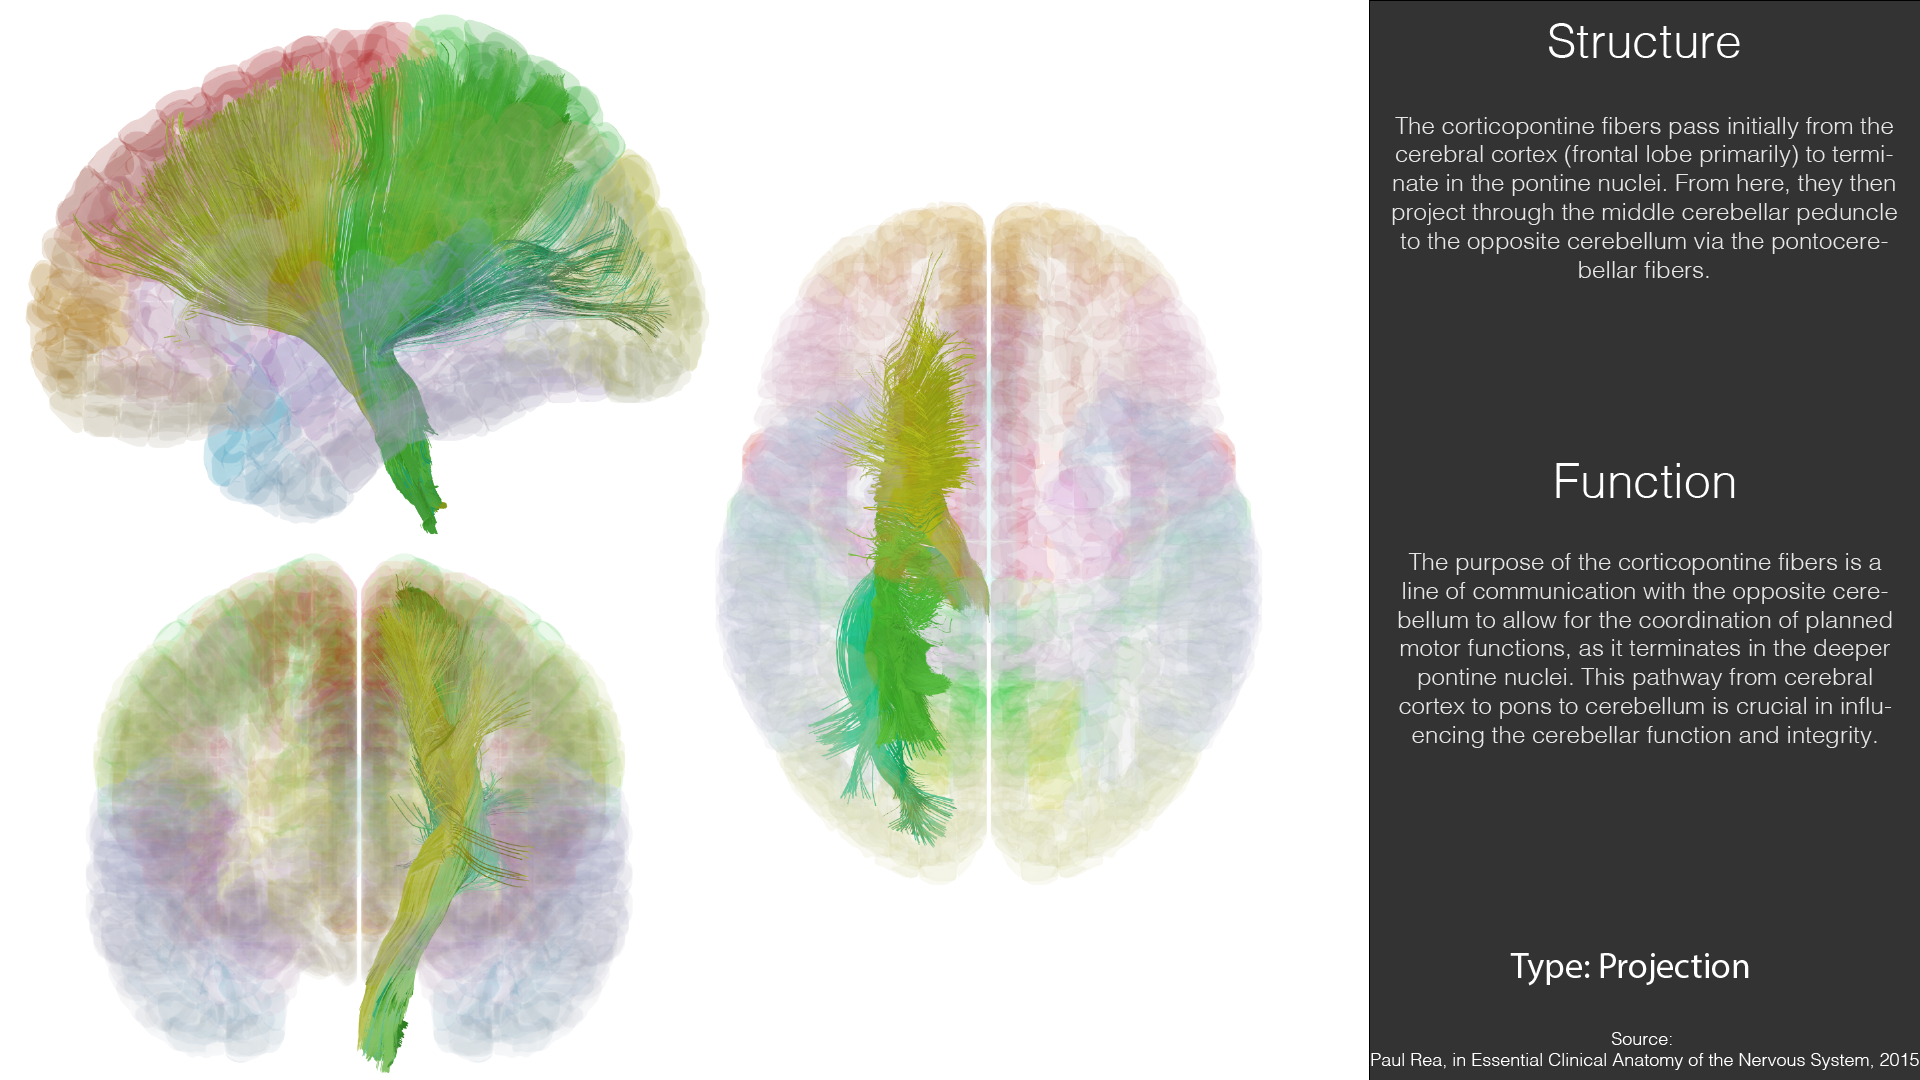 Structure
The corticopontine fibers pass initially from the
cerebral cortex (frontal lobe primarily) to termi-
nate in the pontine nuclei. From here, they then
project through the middle cerebellar peduncle
to the opposite cerebellum via the pontocere-
bellar fibers.
Function
The purpose of the corticopontine fibers is a
line of communication with the opposite cere-
bellum to allow for the coordination of planned
motor functions, as it terminates in the deeper
pontine nuclei. This pathway from cerebral
cortex to pons to cerebellum is crucial in influ-
encing the cerebellar function and integrity.
Type: Projection
Source:
Paul Rea, in Essential Clinical Anatomy of the Nervous System, 2015